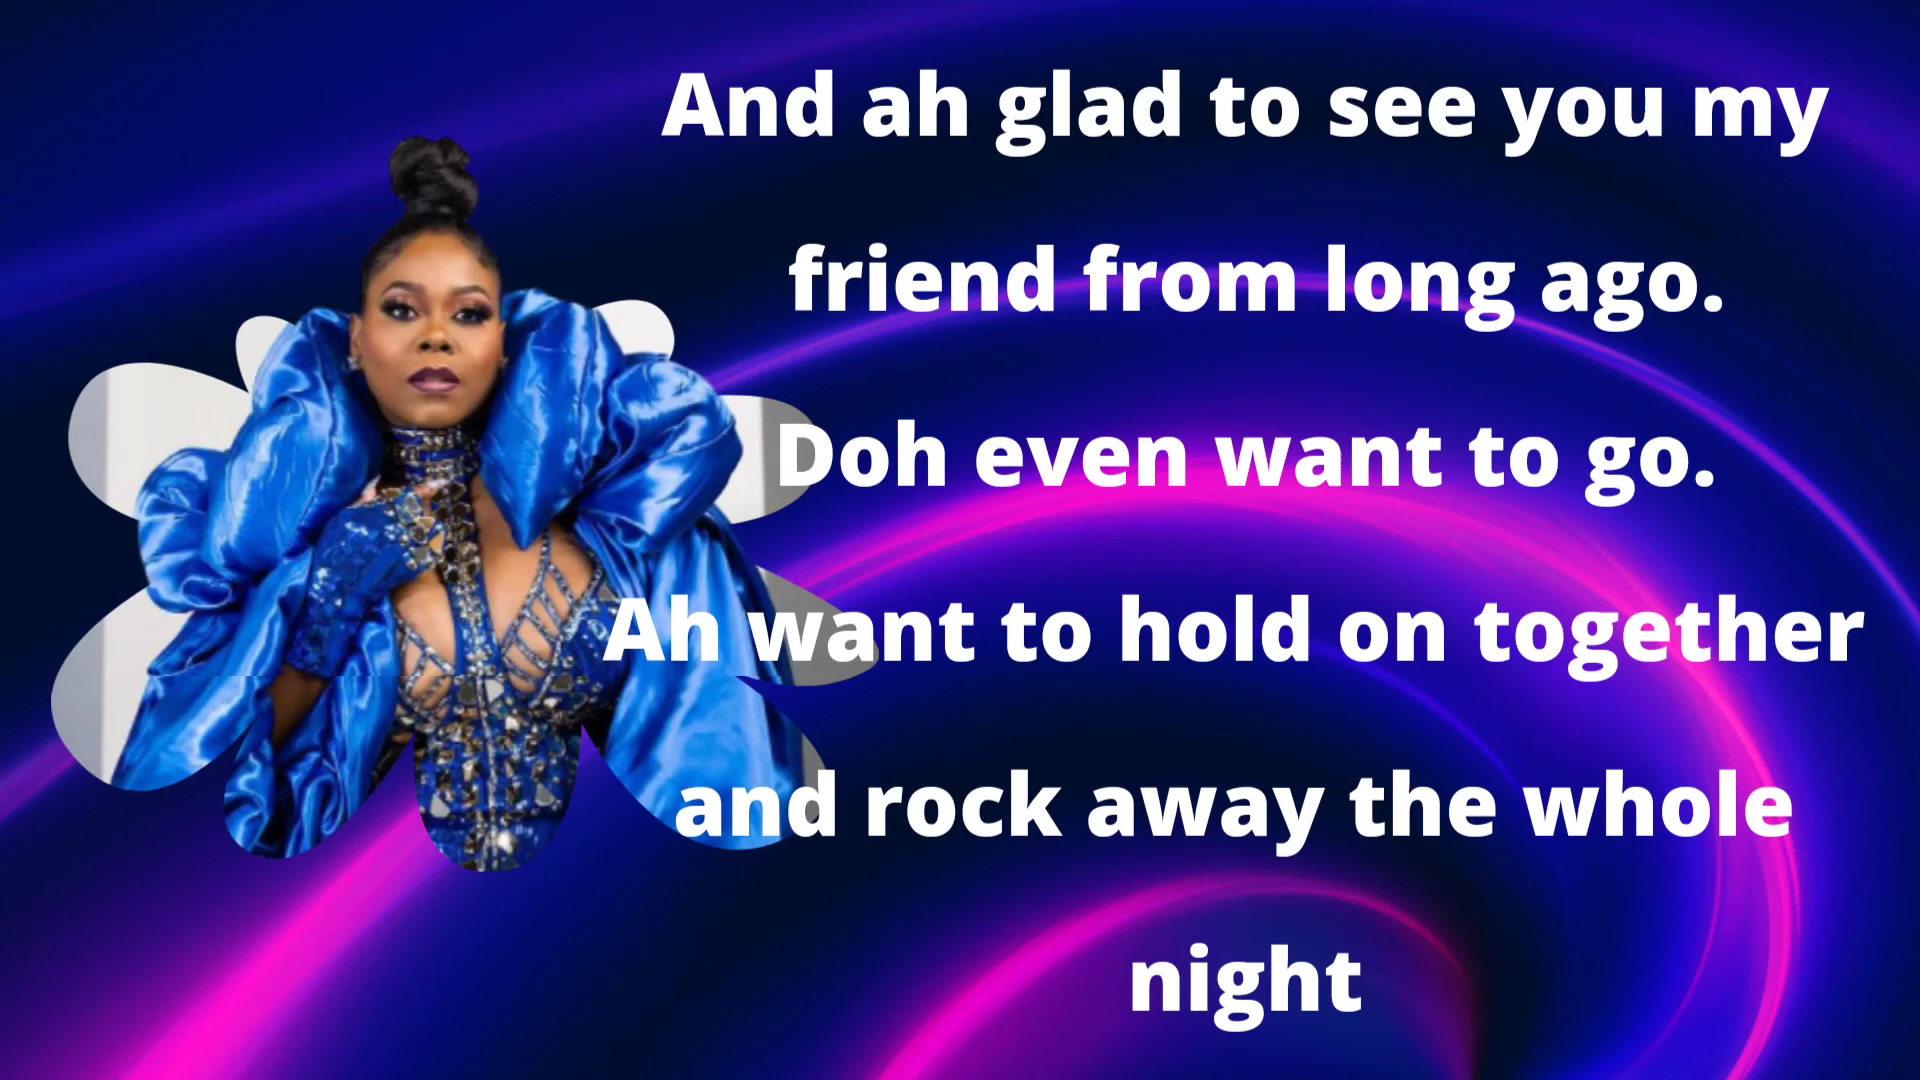 And ah glad to see you my
friend from long ago.
Doh even want to go.
Ah want to hold on together
and rock away the whole
night